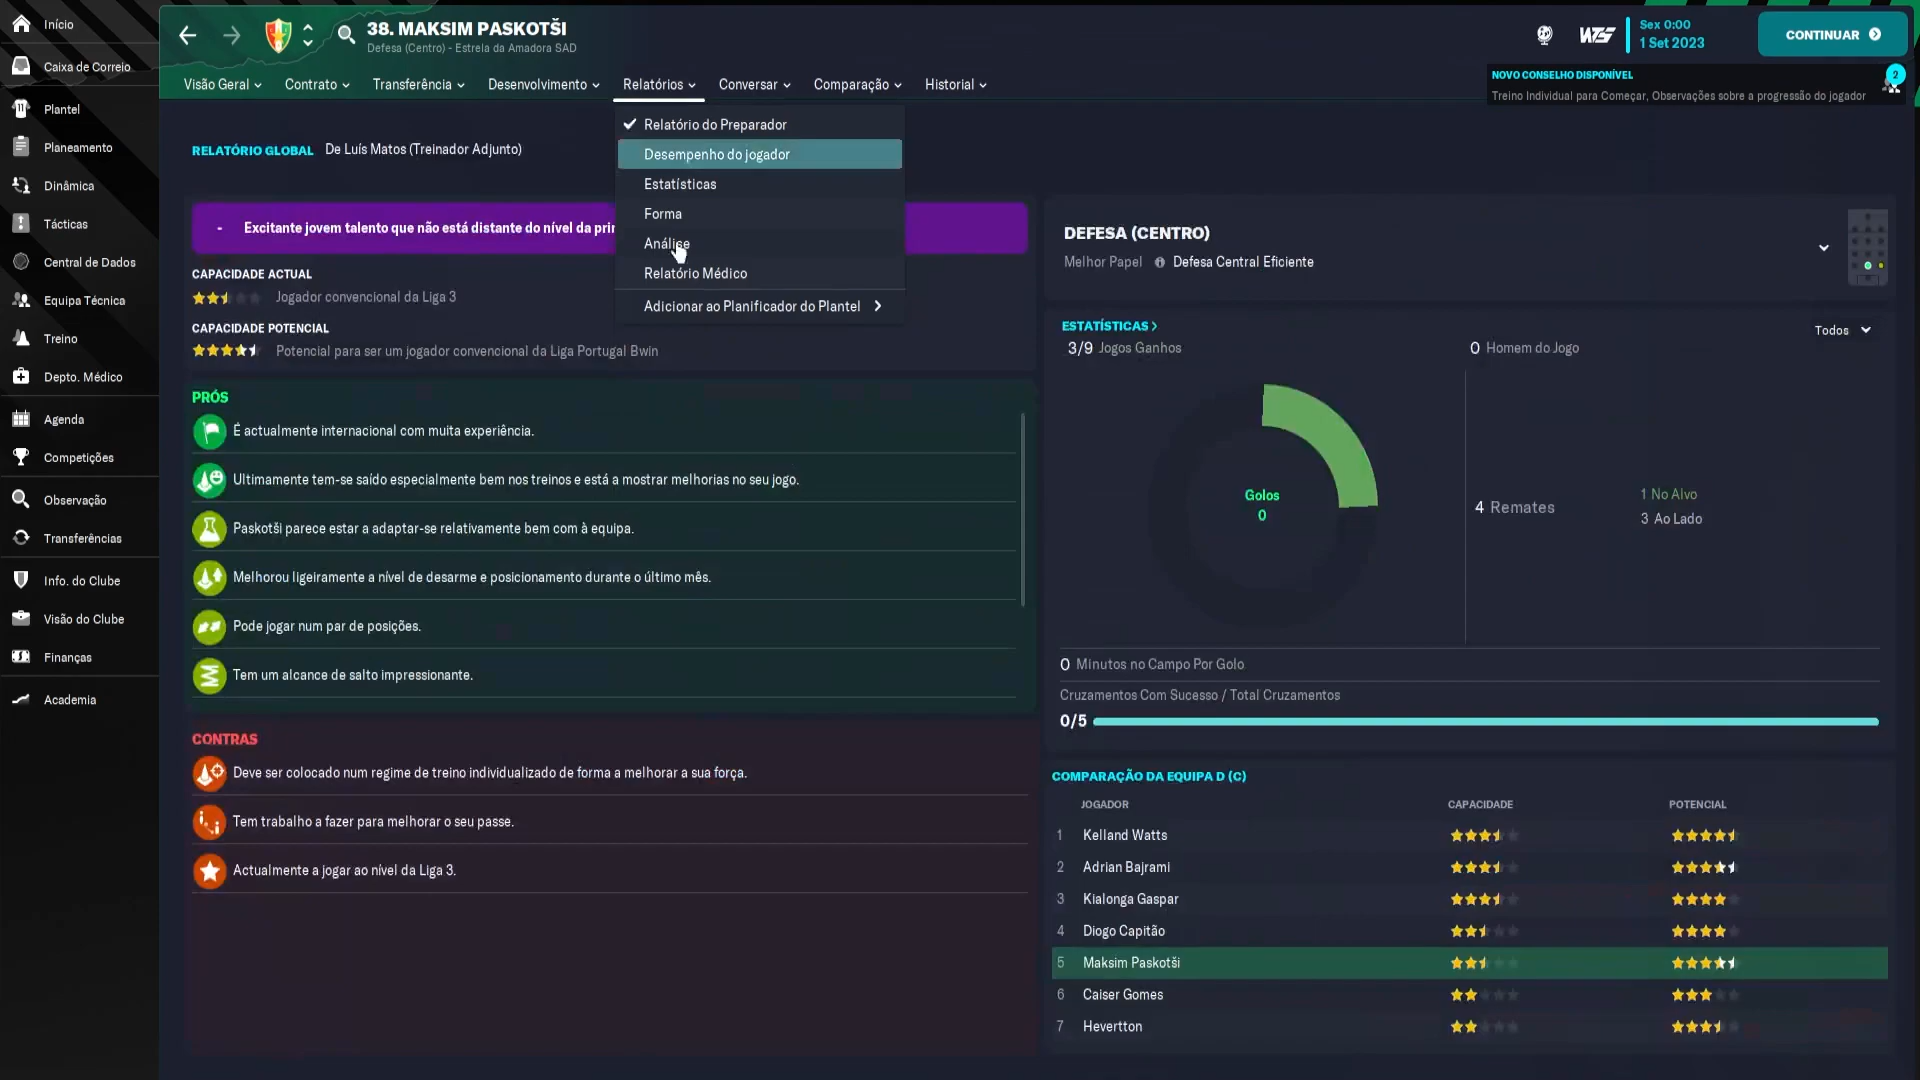 Início
Caixa de Correio
Plantel
Planeamento
Dinâmica
Tácticas
Central de Dados
Equipa Técnica
Treino
Depto. Médico
Agenda
Competições
Observação
Transferências
Info. do Clube
Visão do Clube
Finanças
Academia
38. MAKSIM PASKOTŠI
Defesa (Centro) - Estrela da Amadora SAD
Sex 0:00
1 Set 2023
CONTINUAR
Visão Geral
Contrato
Transferência
Desenvolvimento
Relatórios
Conversar
Comparação
Historial
NOVO CONSELHO DISPONÍVEL
2
Treino Individual para Começar, Observações sobre a progressão do jogador
Relatório do Preparador
Desempenho do jogador
Estatísticas
Forma
Análise
Relatório Médico
Adicionar ao Planificador do Plantel
RELATÓRIO GLOBAL De Luís Matos (Treinador Adjunto)
- Excitante jovem talento que não está distante do nível da
CAPACIDADE ACTUAL
Jogador convencional da Liga 3
CAPACIDADE POTENCIAL
Potencial para ser um jogador convencional da Liga Portugal Bwin
PRÓS
É actualmente internacional com muita experiência.
Ultimamente tem-se saído especialmente bem nos treinos e está a mostrar melhorias no seu jogo.
Paskotši parece estar a adaptar-se relativamente bem com à equipa.
Melhorou ligeiramente a nível de desarme e posicionamento durante o último mês.
Pode jogar num par de posições.
Tem um alcance de salto impressionante.
CONTRAS
Deve ser colocado num regime de treino individualizado de forma a melhorar a sua força.
Tem trabalho a fazer para melhorar o seu passe.
Actualmente a jogar ao nível da Liga 3.
DEFESA (CENTRO)
Melhor Papel Defesa Central Eficiente
ESTATÍSTICAS
Todos
3/9 Jogos Ganhos
0 Homem do Jogo
Golos
0
4 Remates
1 No Alvo
3 Ao Lado
0 Minutos no Campo Por Golo
Cruzamentos Com Sucesso / Total Cruzamentos
0/5
COMPARAÇÃO DA EQUIPA D (C)
JOGADOR CAPACIDADE POTENCIAL
1 Kelland Watts
2 Adrian Bajrami
3 Kialonga Gaspar
4 Diogo Capitão
5 Maksim Paskotši
6 Caiser Gomes
7 Hevertton